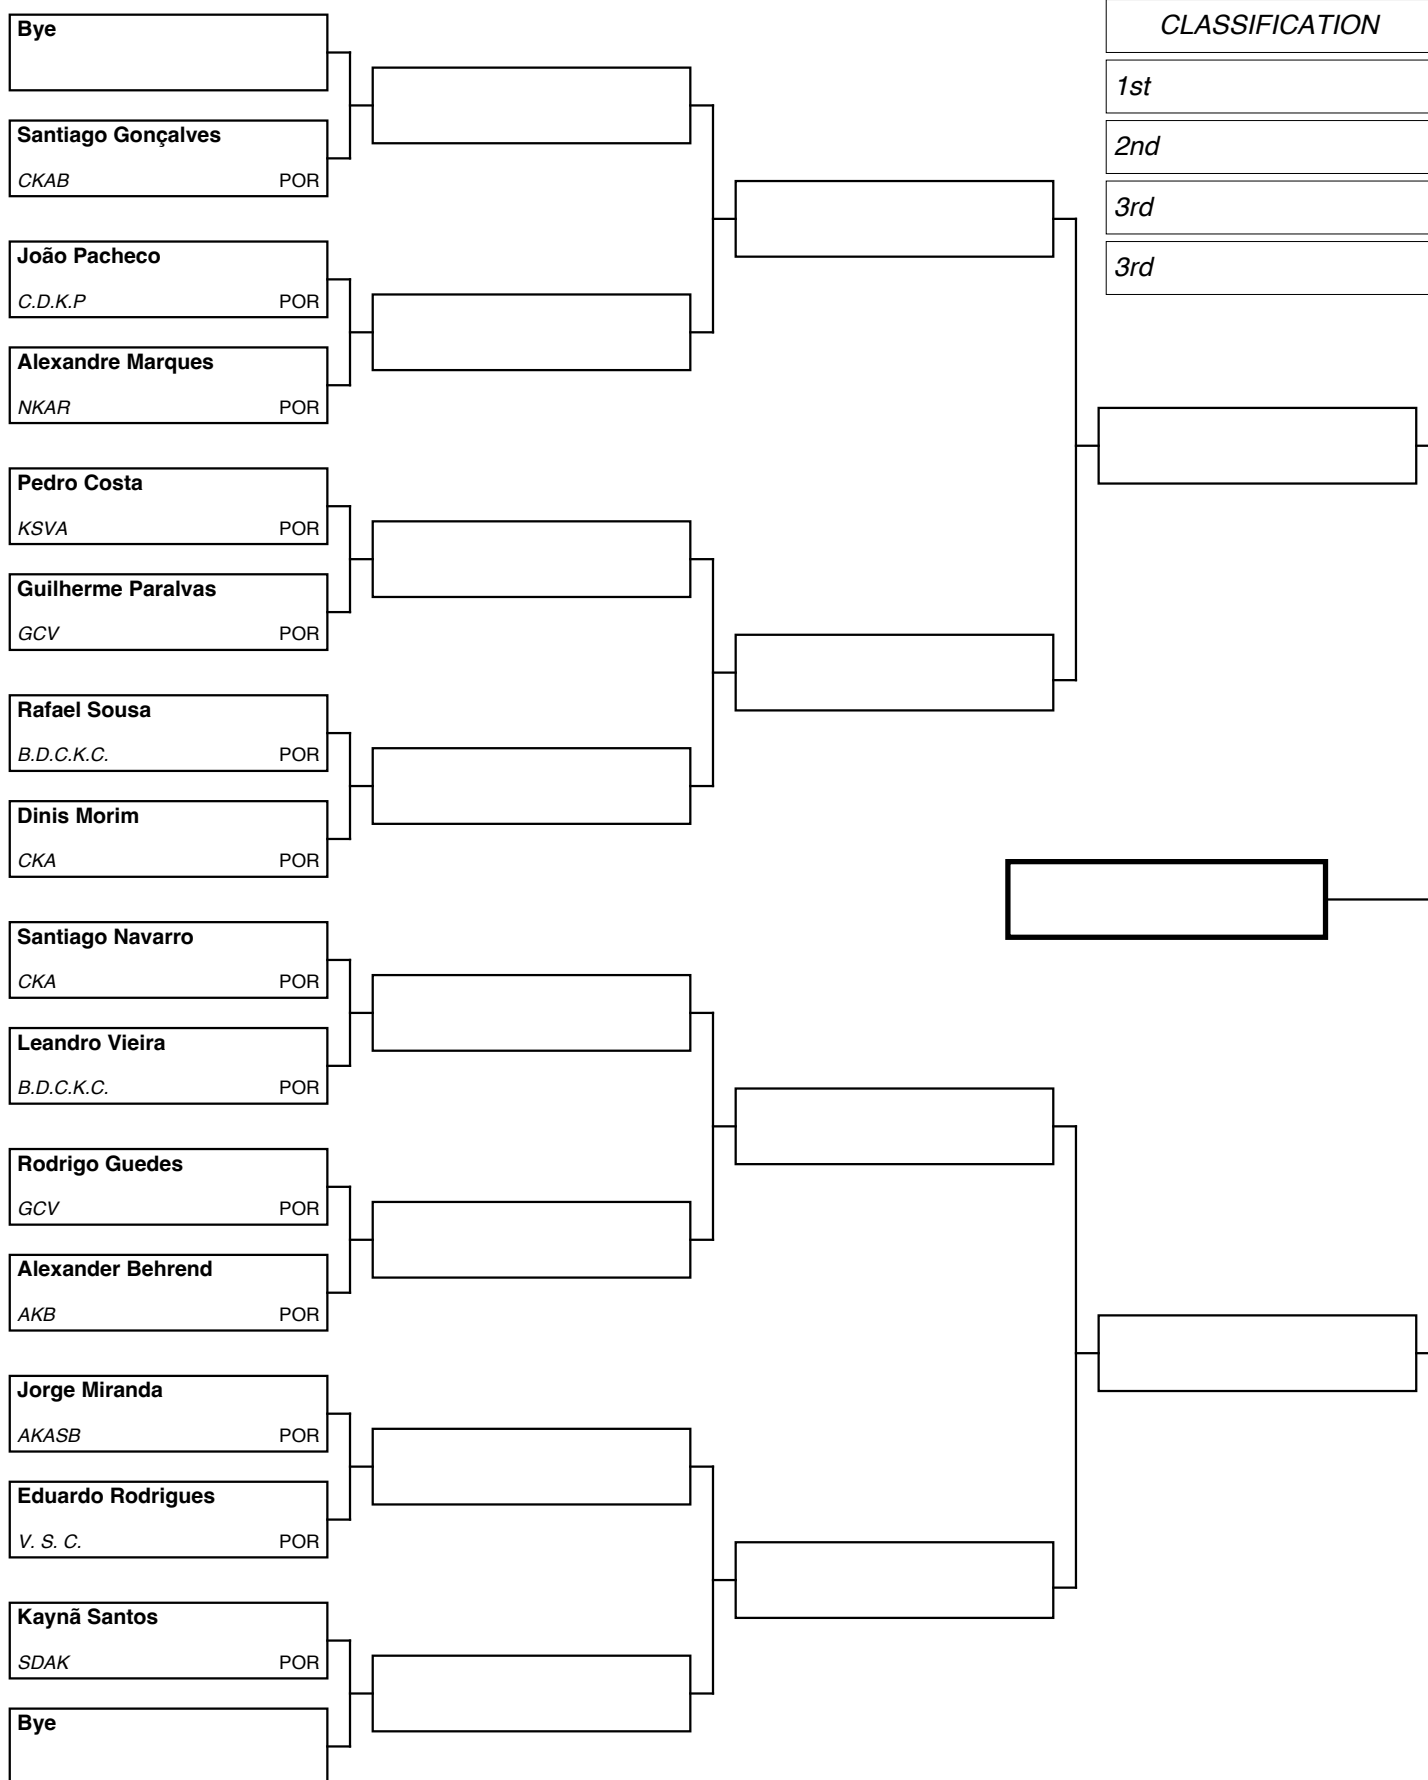 Bye
Santiago Gonçalves
CKAB POR
João Pacheco
C.D.K.P POR
Alexandre Marques
NKAR POR
Pedro Costa
KSVA POR
Guilherme Paralvas
GCV POR
Rafael Sousa
B.D.C.K.C. POR
Dinis Morim
CKA POR
Santiago Navarro
CKA POR
Leandro Vieira
B.D.C.K.C. POR
Rodrigo Guedes
GCV POR
Alexander Behrend
AKB POR
Jorge Miranda
AKASB POR
Eduardo Rodrigues
V. S. C. POR
Kaynã Santos
SDAK POR
Bye
CLASSIFICATION
1st
2nd
3rd
3rd